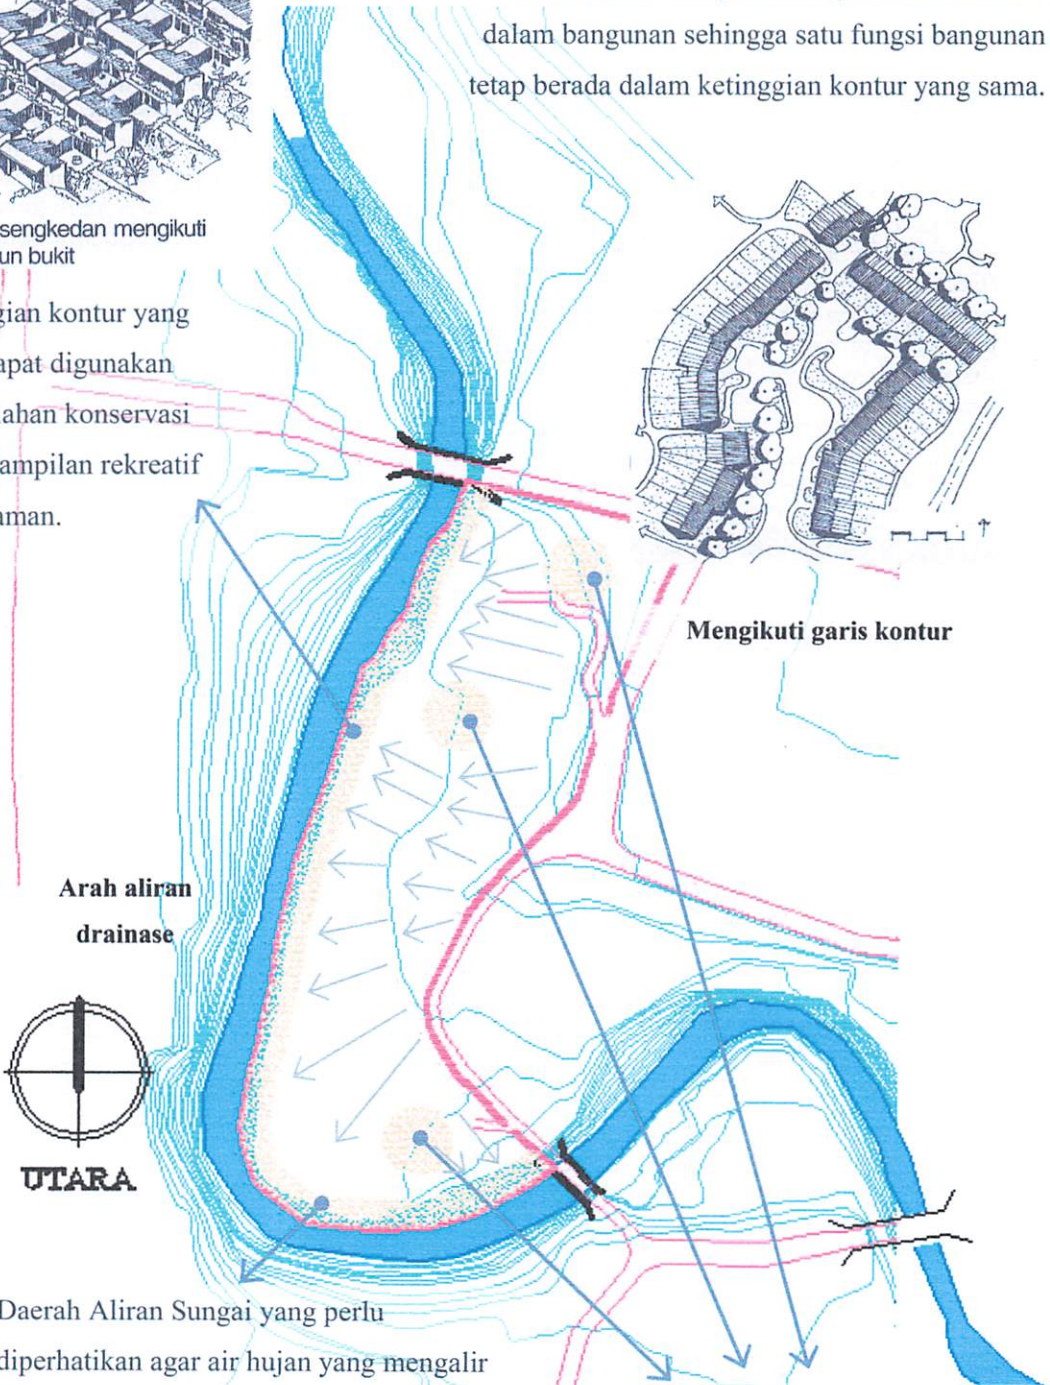 dalam bangunan sehingga satu fungsi bangunan
tetap berada dalam ketinggian kontur yang sama.
sengkedan mengikuti
un bukit
gian kontur yang
apat digunakan
lahan konservasi
ampilan rekreatif
aman.
Mengikuti garis kontur
Arah aliran
drainase
UTARA
Daerah Aliran Sungai yang perlu
diperhatikan agar air hujan yang mengalir